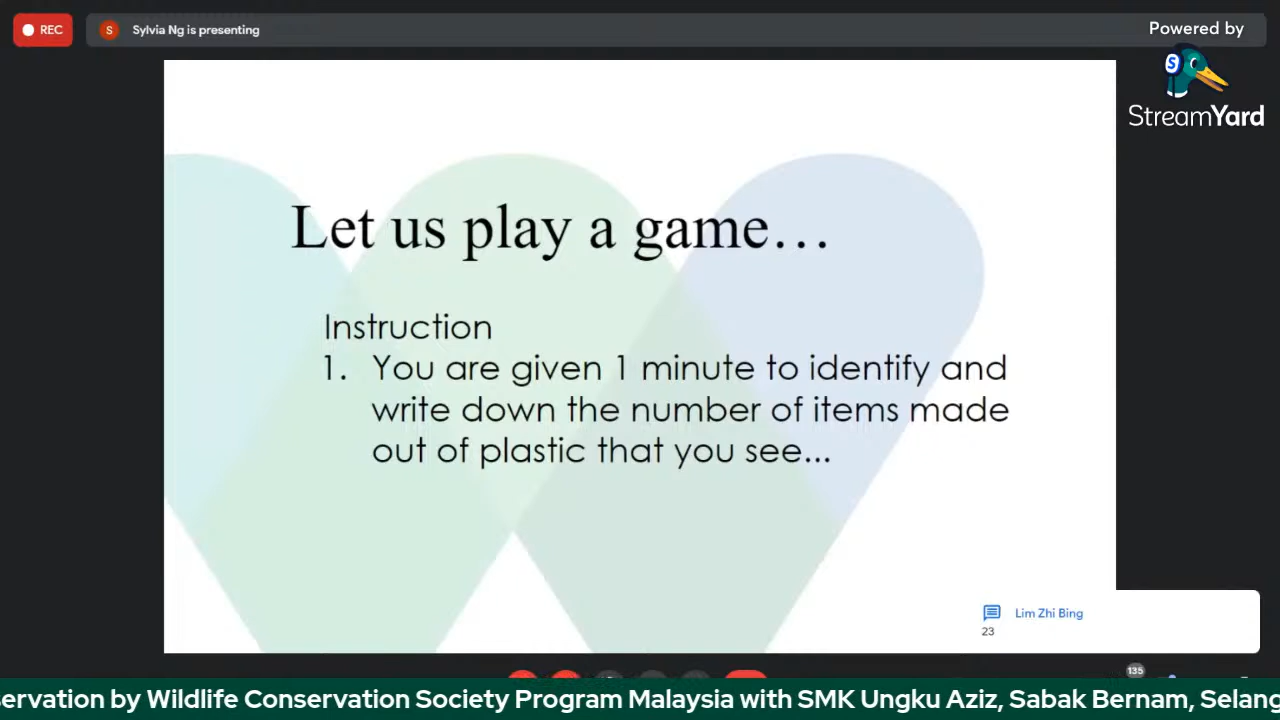 REC
S
Sylvia Ng is presenting
Powered by
S
StreamYard
Let us play a game…
Instruction
1. You are given 1 minute to identify and
write down the number of items made
out of plastic that you see...
Lim Zhi Bing
23
135
servation by Wildlife Conservation Society Program Malaysia with SMK Ungku Aziz, Sabak Bernam, Selang